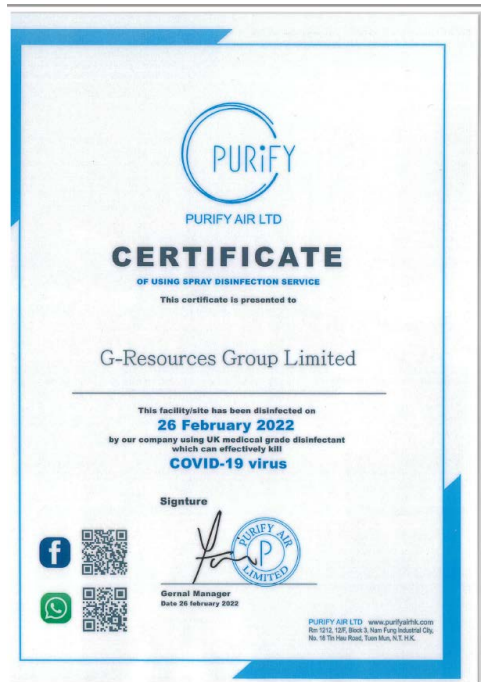 PURiFY
PURIFY AIR LTD
CERTIFICATE
OF USING SPRAY DISINFECTION SERVICE
This certificate is presented to
G-Resources Group Limited
This facility/site has been disinfected on
26 February 2022
by our company using UK mediccal grade disinfectant
which can effectively kill
COVID-19 virus
Signture
PURIFY AIR
P
LIMITED
Gernal Manager
Date 26 february 2022
PURIFY AIR LTD www.purifyairhk.com
Rm 1212, 12/F, Block 3, Nam Fung Industrial City,
No. 18 Tin Hau Road, Tuen Mun, N.T. H.K.